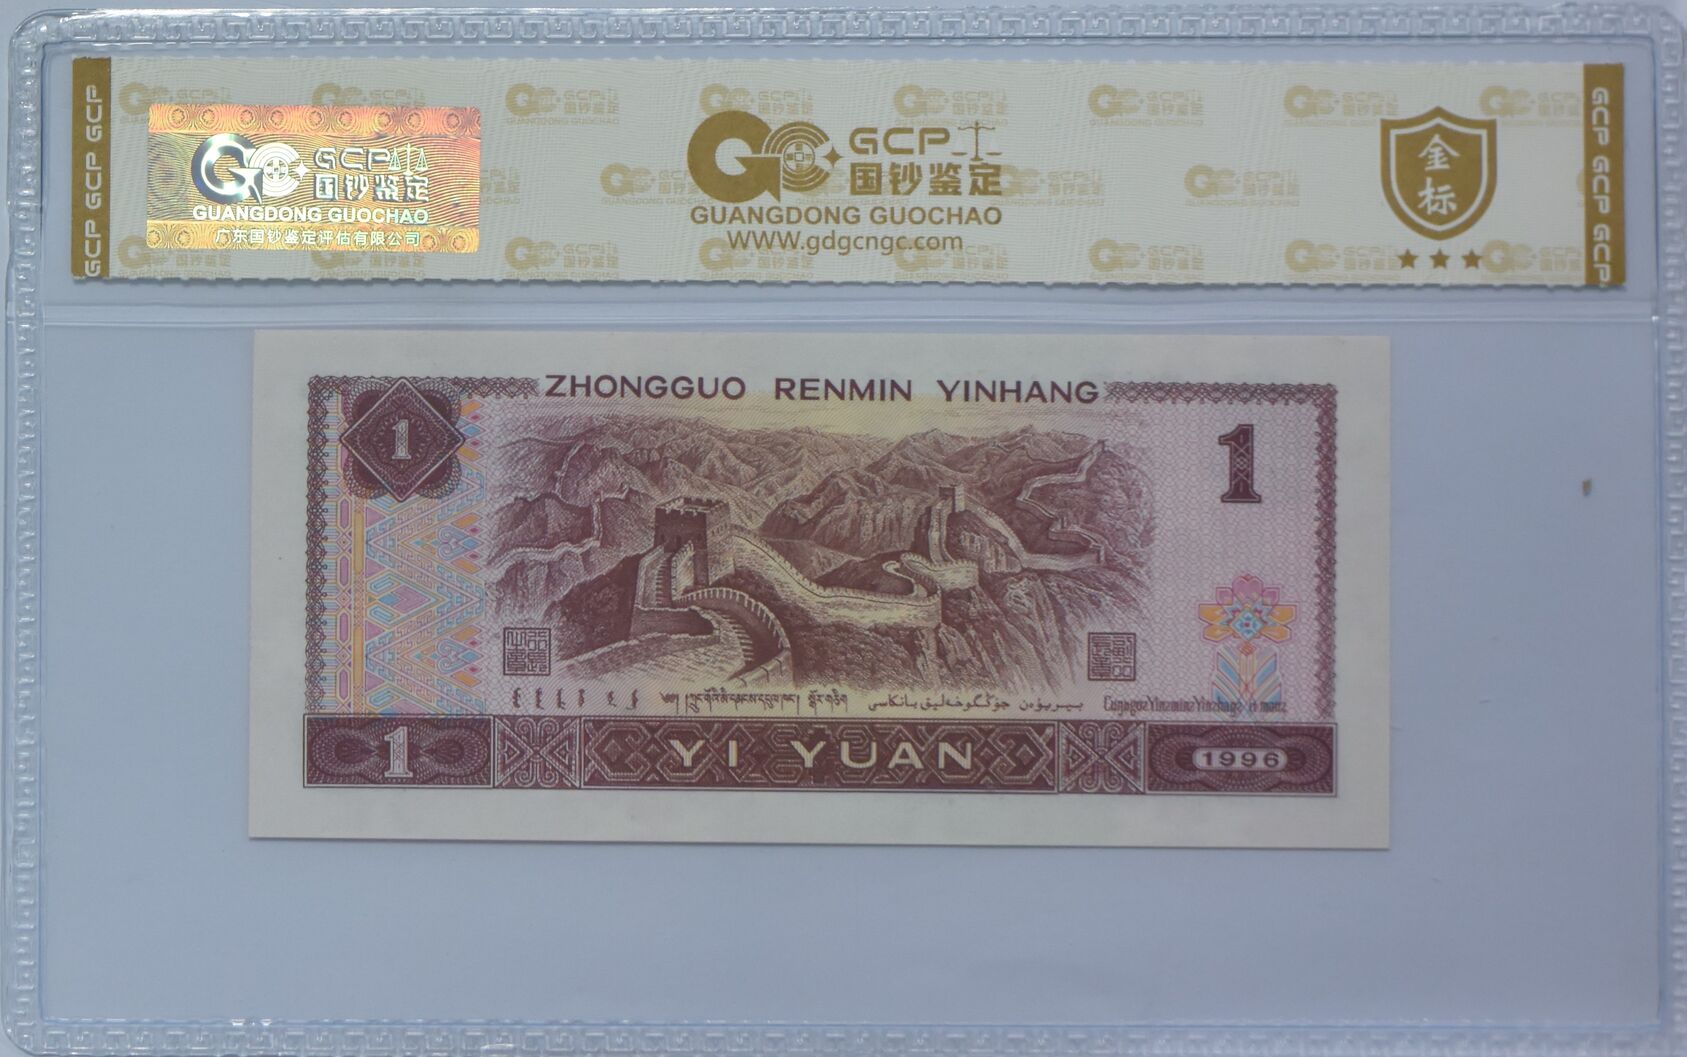 GCP GCP GCP
GCP
国钞鉴定
GUANGDONG GUOCHAO
广东国钞鉴定评估有限公司
GCP
国钞鉴定
GUANGDONG GUOCHAO
WWW.gdgcngc.com
金
标
GCP GCP GCP
ZHONGGUO RENMIN YINHANG
1
1
1
YI YUAN
1996